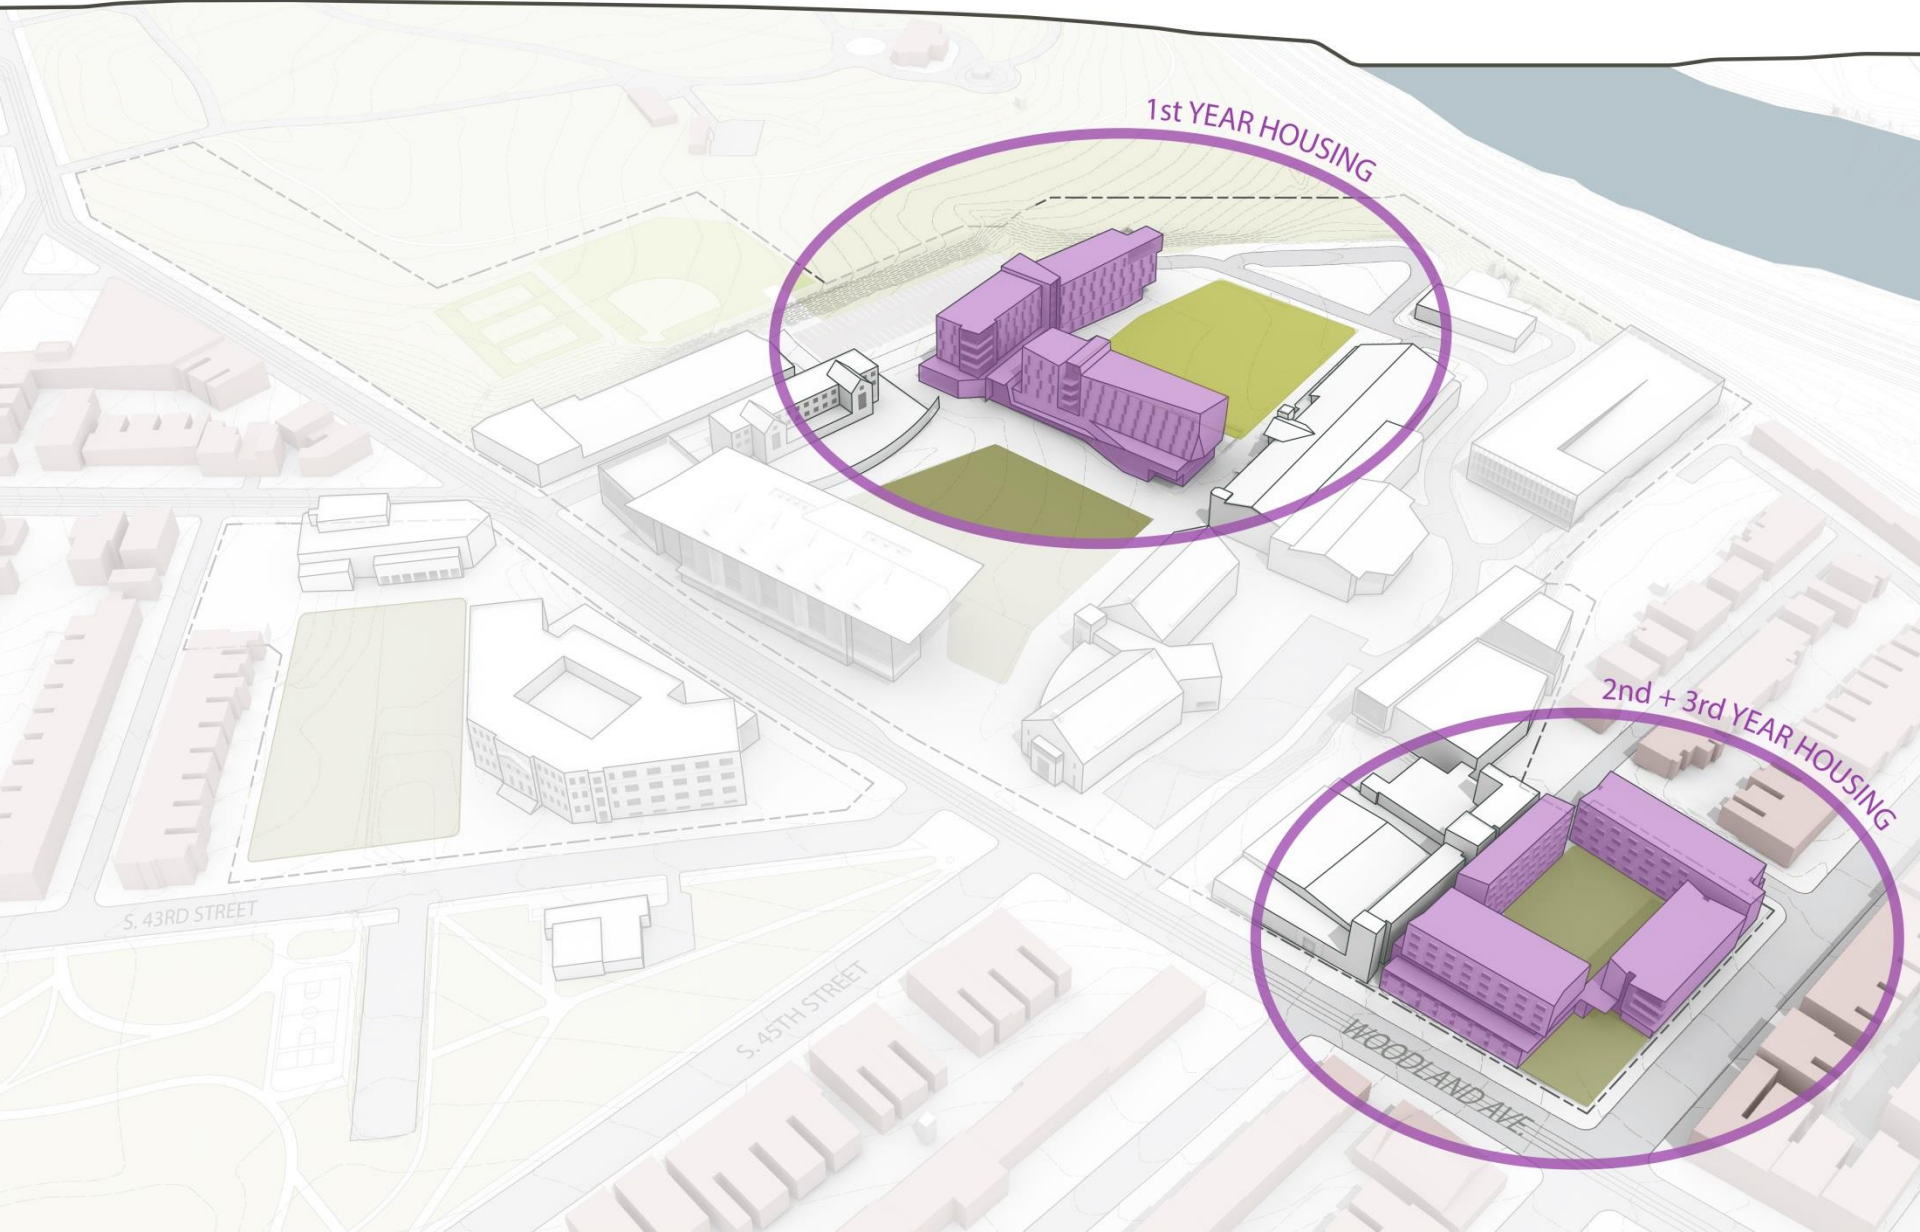 1st YEAR HOUSING
2nd + 3rd YEAR HOUSING
S. 43RD STREET
S. 45TH STREET
WOODLAND AVE.